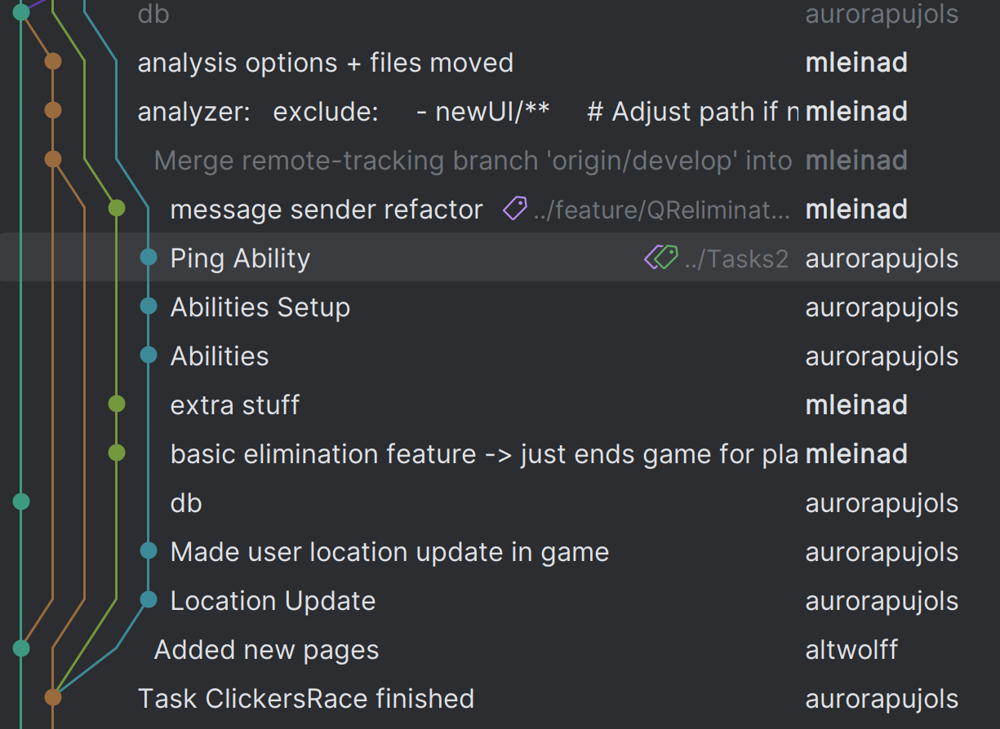 db aurorapujols
analysis options + files moved mleinad
analyzer: exclude: - newUI/** # Adjust path if n mleinad
Merge remote-tracking branch 'origin/develop' into mleinad
message sender refactor ../feature/QReliminat... mleinad
Ping Ability ../Tasks2 aurorapujols
Abilities Setup aurorapujols
Abilities aurorapujols
extra stuff mleinad
basic elimination feature -> just ends game for pla mleinad
db aurorapujols
Made user location update in game aurorapujols
Location Update aurorapujols
Added new pages altwolff
Task ClickersRace finished aurorapujols